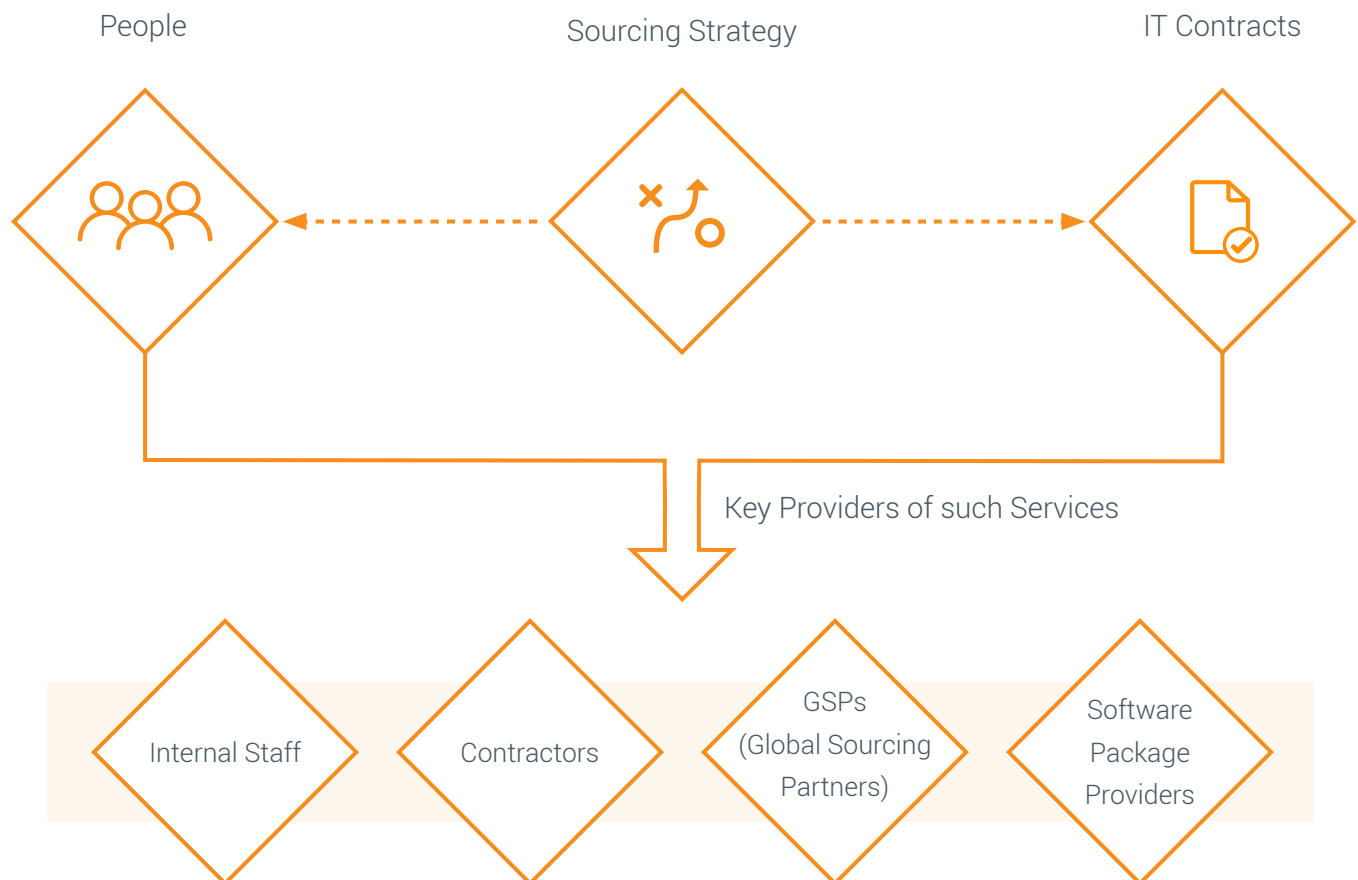 People
Sourcing Strategy
IT Contracts
Key Providers of such Services
Internal Staff
Contractors
GSPs
(Global Sourcing
Partners)
Software
Package
Providers